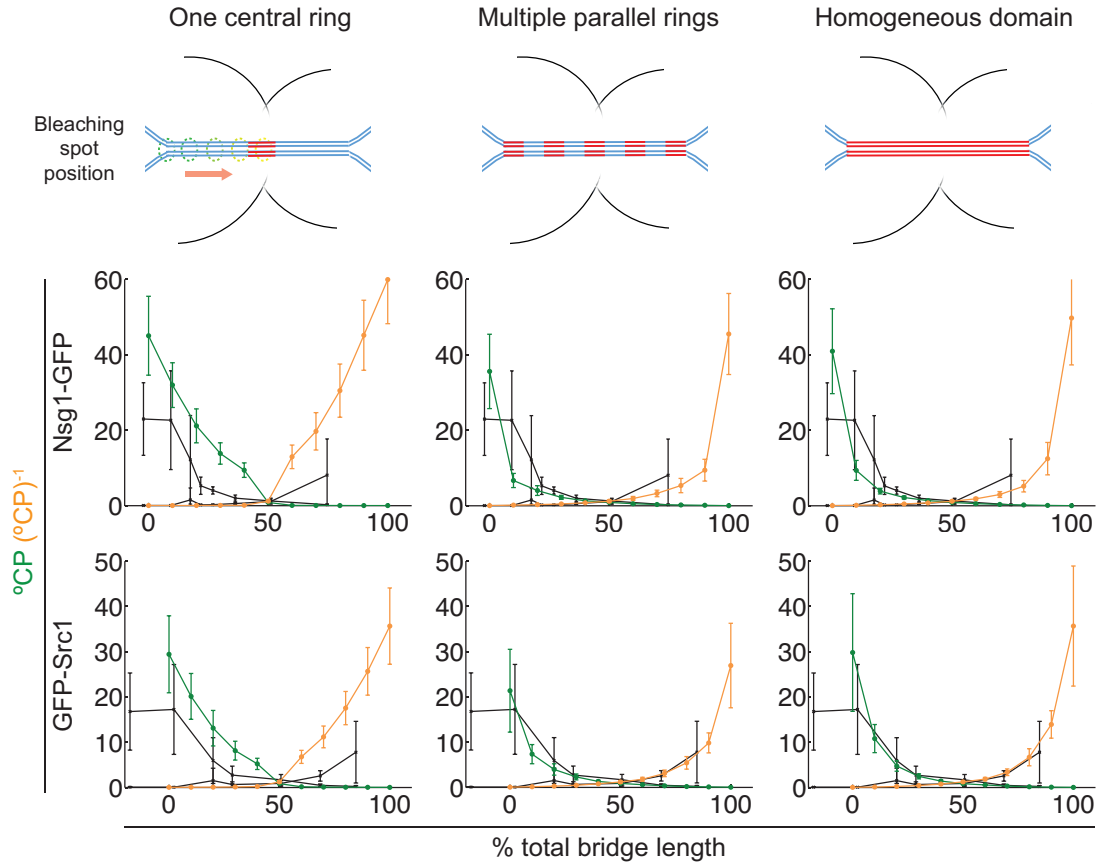 One central ring
Multiple parallel rings
Homogeneous domain
Bleaching
spot
position
ºCP (ºCP)⁻¹
Nsg1-GFP
60
40
20
0
0 50 100
60
40
20
0
0 50 100
60
40
20
0
0 50 100
GFP-Src1
50
40
30
20
10
0
0 50 100
50
40
30
20
10
0
0 50 100
50
40
30
20
10
0
0 50 100
% total bridge length